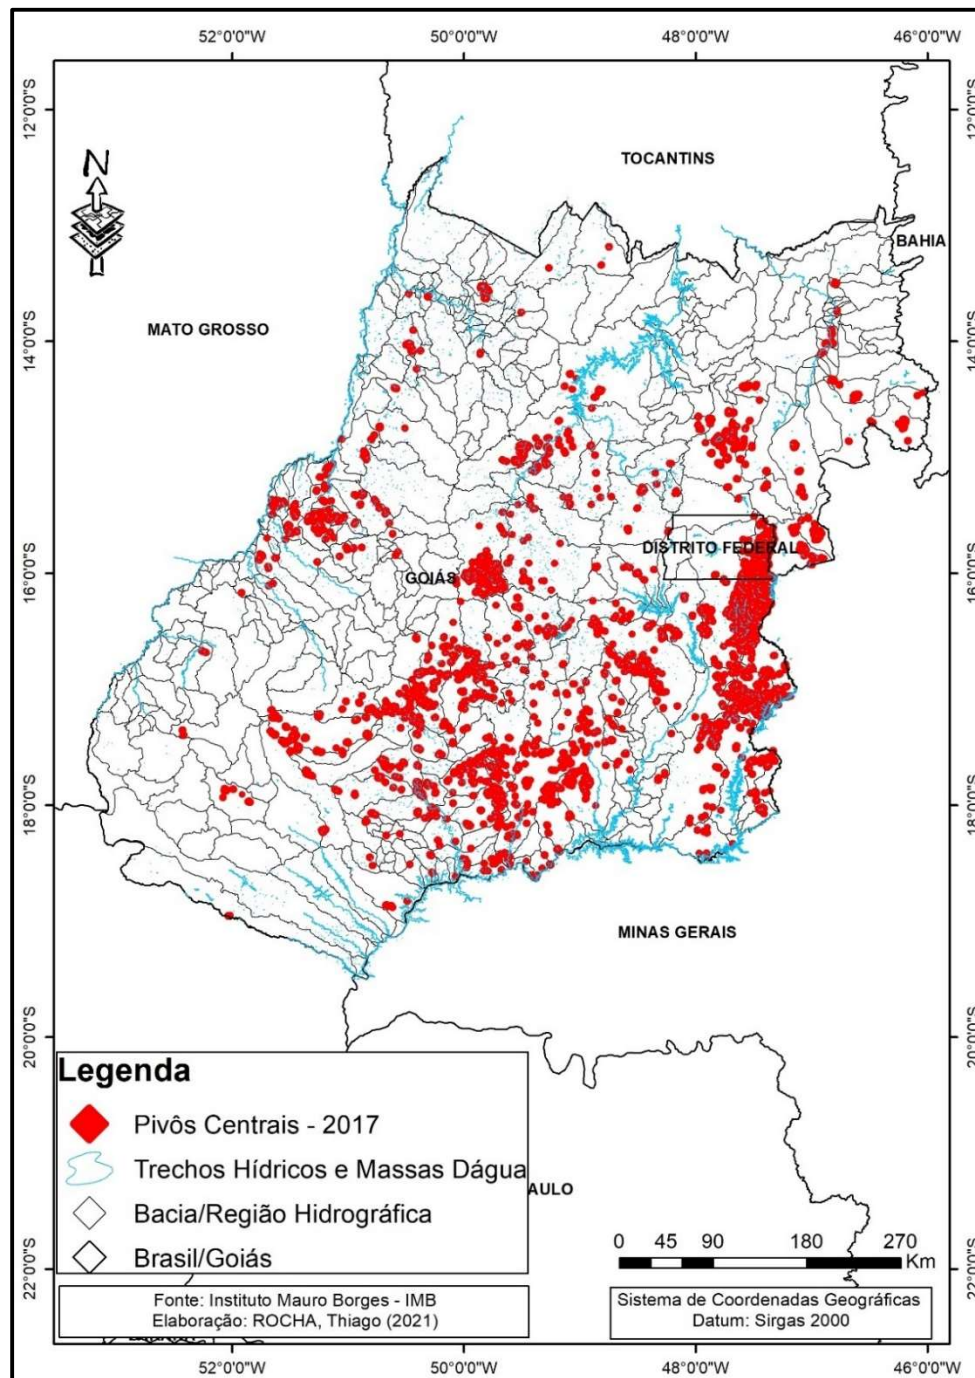 52°0'0"W 50°0'0"W 48°0'0"W 46°0'0"W
12°0'0"S
12°0'0"S
N
TOCANTINS
BAHIA
MATO GROSSO
14°0'0"S
14°0'0"S
DISTRITO FEDERAL
GOIÁS
16°0'0"S
16°0'0"S
18°0'0"S
18°0'0"S
MINAS GERAIS
20°0'0"S
20°0'0"S
Legenda
Pivôs Centrais - 2017
Trechos Hídricos e Massas Dágua
AULO
Bacia/Região Hidrográfica
Brasil/Goiás
0 45 90 180 270
Km
22°0'0"S
22°0'0"S
Fonte: Instituto Mauro Borges - IMB
Elaboração: ROCHA, Thiago (2021)
Sistema de Coordenadas Geográficas
Datum: Sirgas 2000
52°0'0"W 50°0'0"W 48°0'0"W 46°0'0"W